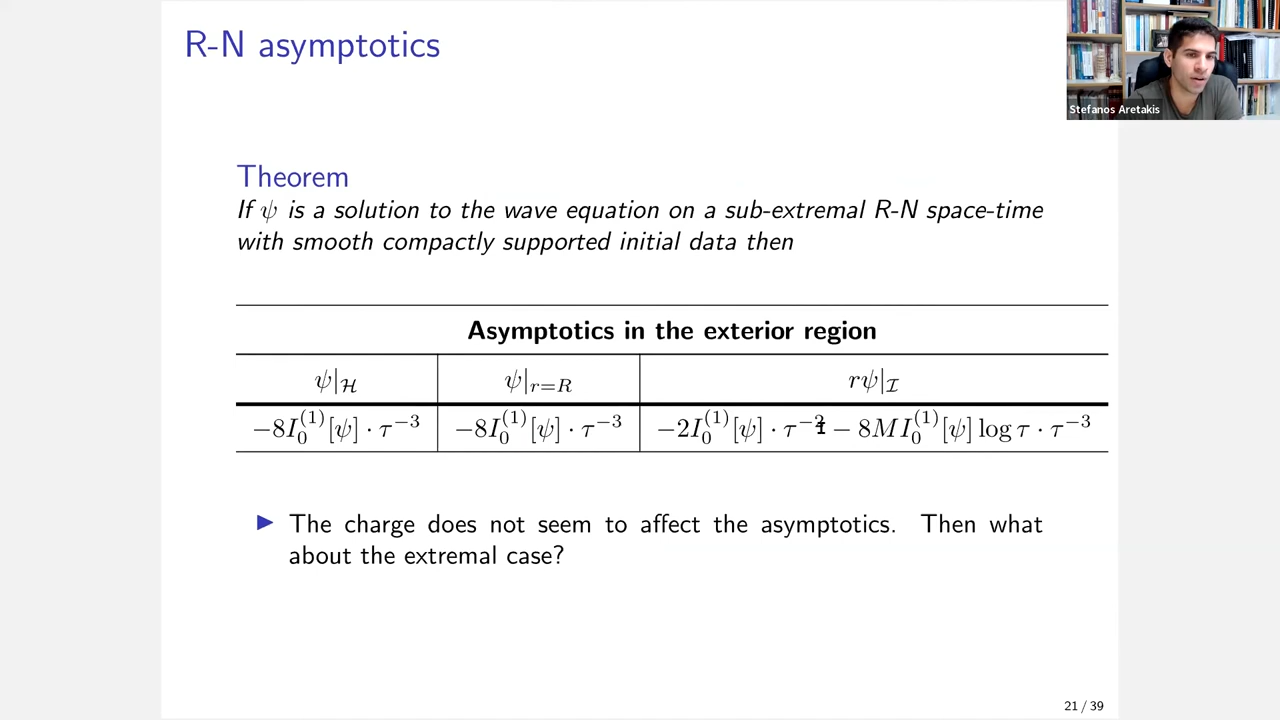 R-N asymptotics
Stefanos Aretakis
Theorem
If ψ is a solution to the wave equation on a sub-extremal R-N space-time
with smooth compactly supported initial data then
Asymptotics in the exterior region
ψ|_ℋ ψ|_{r=R} rψ|_ℐ
−8I_0^{(1)}[ψ] · τ^{−3} −8I_0^{(1)}[ψ] · τ^{−3} −2I_0^{(1)}[ψ] · τ^{−2} − 8MI_0^{(1)}[ψ] log τ · τ^{−3}
▶ The charge does not seem to affect the asymptotics. Then what
about the extremal case?
21 / 39